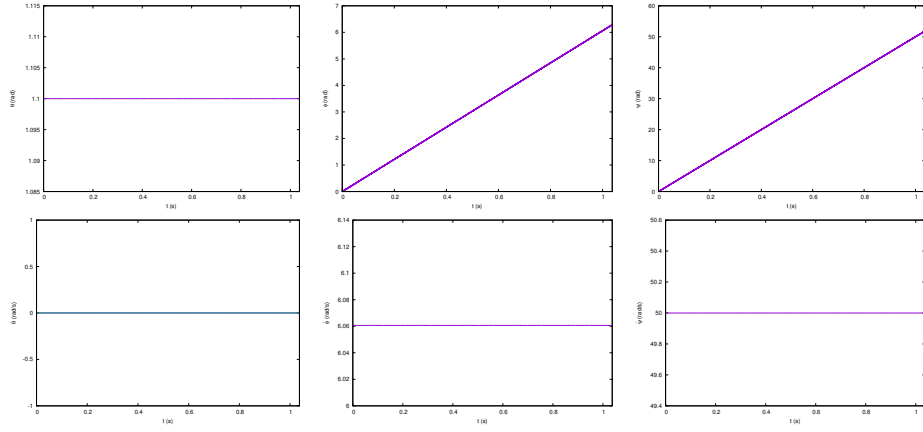 1.115
1.11
1.105
1.1
1.095
1.09
1.085
θ (rad)
0 0.2 0.4 0.6 0.8 1
t (s)
7
6
5
4
3
2
1
0
φ (rad)
0 0.2 0.4 0.6 0.8 1
t (s)
60
50
40
30
20
10
0
ψ (rad)
0 0.2 0.4 0.6 0.8 1
t (s)
1
0.5
0
-0.5
-1
θ̇ (rad/s)
0 0.2 0.4 0.6 0.8 1
t (s)
6.14
6.12
6.1
6.08
6.06
6.04
6.02
6
φ̇ (rad/s)
0 0.2 0.4 0.6 0.8 1
t (s)
50.6
50.4
50.2
50
49.8
49.6
49.4
ψ̇ (rad/s)
0 0.2 0.4 0.6 0.8 1
t (s)